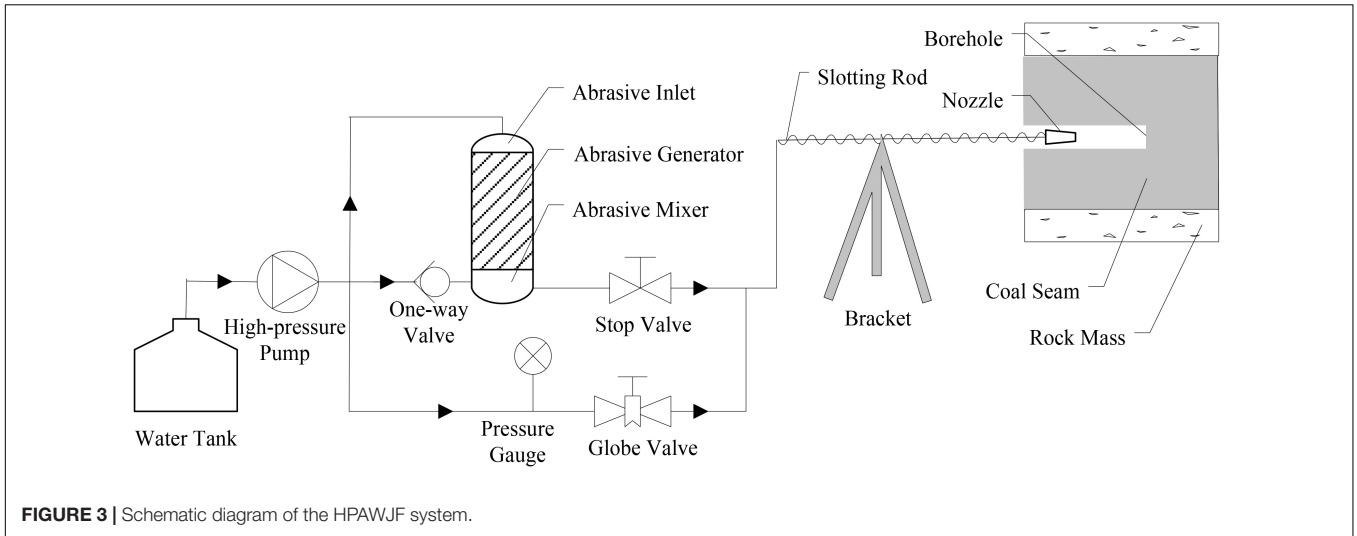 Borehole
Slotting Rod
Nozzle
Abrasive Inlet
Abrasive Generator
Abrasive Mixer
High-pressure
Pump
One-way
Valve
Stop Valve
Bracket
Coal Seam
Rock Mass
Water Tank
Pressure
Gauge
Globe Valve
FIGURE 3 | Schematic diagram of the HPAWJF system.